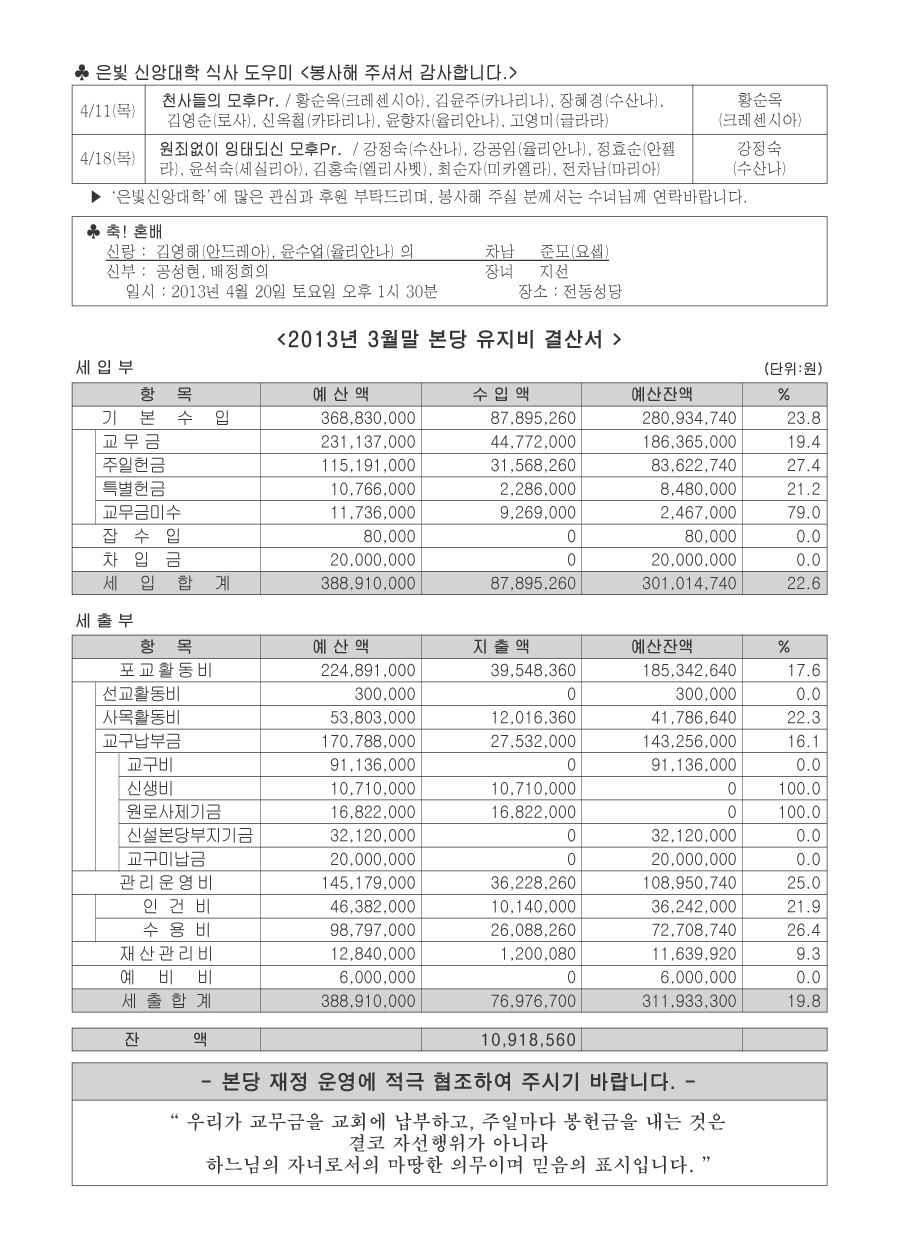 ♣ 은빛 신앙대학 식사 도우미 <봉사해 주셔서 감사합니다.>
4/11(목) 천사들의 모후Pr. / 황순옥(크레센시아), 김윤주(카나리나), 장혜경(수산나), 황순옥
김영순(로사), 신옥철(카타리나), 윤향자(율리안나), 고영미(글라라) (크레센시아)
4/18(목) 원죄없이 잉태되신 모후Pr. / 강정숙(수산나), 강공임(율리안나), 정효순(안젤 강정숙
라), 윤석숙(세실리아), 김홍숙(엘리사벳), 최순자(미카엘라), 전차남(마리아) (수산나)
▶ ‘은빛신앙대학’에 많은 관심과 후원 부탁드리며, 봉사해 주실 분께서는 수녀님께 연락바랍니다.
♣ 축! 혼배
신랑 : 김영해(안드레아), 윤수업(율리안나) 의 차남 준모(요셉)
신부 : 공성현, 배정희의 장녀 지선
일시 : 2013년 4월 20일 토요일 오후 1시 30분 장소 : 전동성당
<2013년 3월말 본당 유지비 결산서 >
세 입 부 (단위:원)
항 목 예 산 액 수 입 액 예산잔액 %
기 본 수 입 368,830,000 87,895,260 280,934,740 23.8
교 무 금 231,137,000 44,772,000 186,365,000 19.4
주일헌금 115,191,000 31,568,260 83,622,740 27.4
특별헌금 10,766,000 2,286,000 8,480,000 21.2
교무금미수 11,736,000 9,269,000 2,467,000 79.0
잡 수 입 80,000 0 80,000 0.0
차 입 금 20,000,000 0 20,000,000 0.0
세 입 합 계 388,910,000 87,895,260 301,014,740 22.6
세 출 부
항 목 예 산 액 지 출 액 예산잔액 %
포 교 활 동 비 224,891,000 39,548,360 185,342,640 17.6
선교활동비 300,000 0 300,000 0.0
사목활동비 53,803,000 12,016,360 41,786,640 22.3
교구납부금 170,788,000 27,532,000 143,256,000 16.1
교구비 91,136,000 0 91,136,000 0.0
신생비 10,710,000 10,710,000 0 100.0
원로사제기금 16,822,000 16,822,000 0 100.0
신설본당부지기금 32,120,000 0 32,120,000 0.0
교구미납금 20,000,000 0 20,000,000 0.0
관 리 운 영 비 145,179,000 36,228,260 108,950,740 25.0
인 건 비 46,382,000 10,140,000 36,242,000 21.9
수 용 비 98,797,000 26,088,260 72,708,740 26.4
재 산 관 리 비 12,840,000 1,200,080 11,639,920 9.3
예 비 비 6,000,000 0 6,000,000 0.0
세 출 합 계 388,910,000 76,976,700 311,933,300 19.8
잔 액 10,918,560
- 본당 재정 운영에 적극 협조하여 주시기 바랍니다. -
“ 우리가 교무금을 교회에 납부하고, 주일마다 봉헌금을 내는 것은
결코 자선행위가 아니라
하느님의 자녀로서의 마땅한 의무이며 믿음의 표시입니다. ”